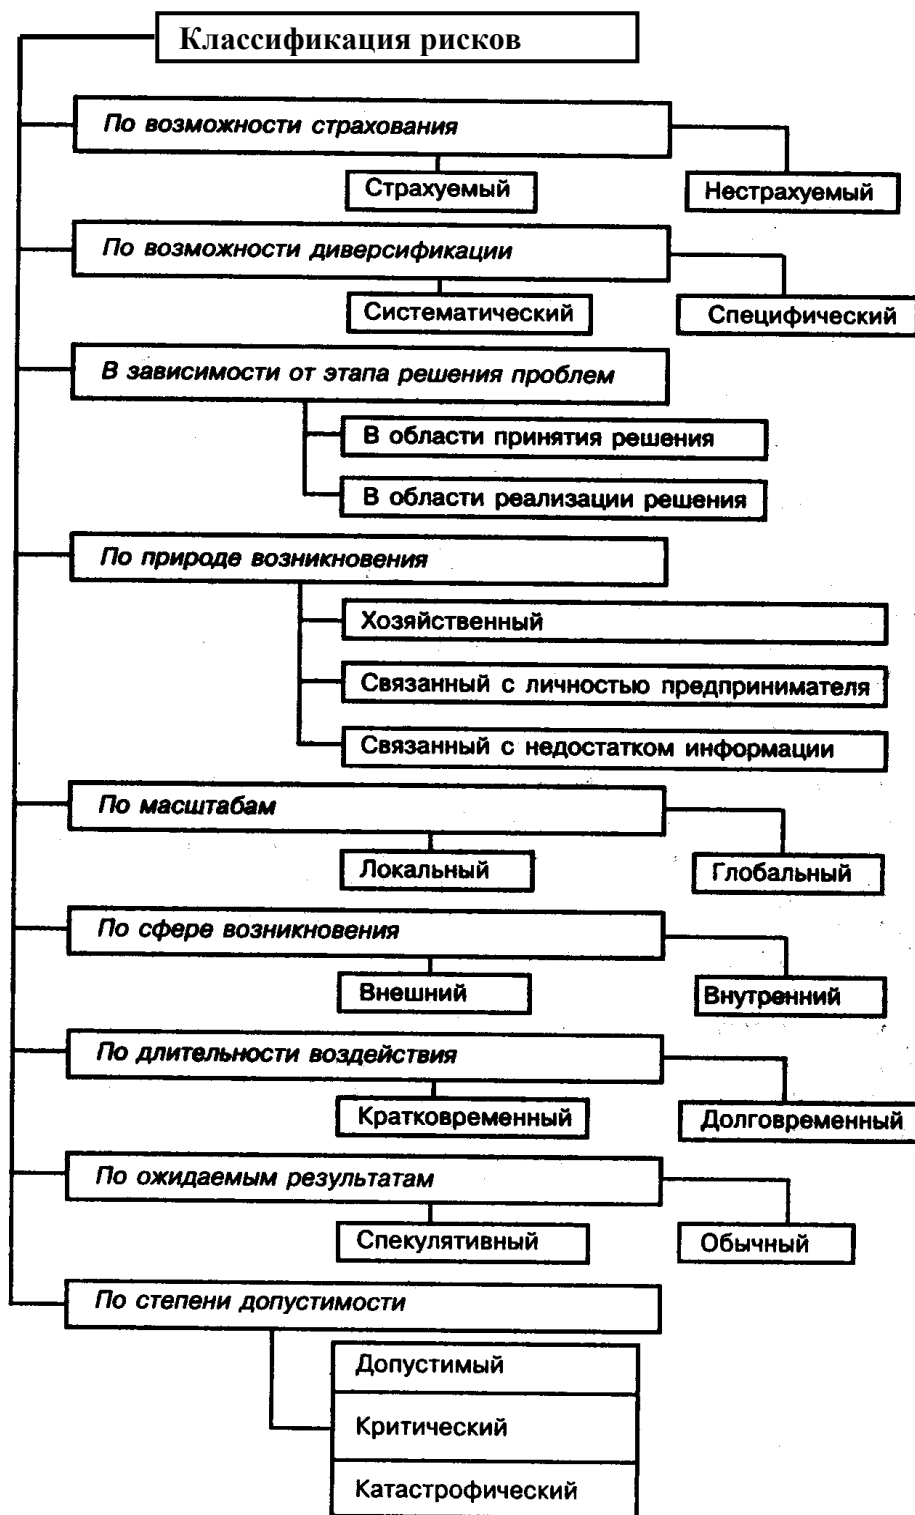 Классификация рисков
По возможности страхования
Страхуемый
Нестрахуемый
По возможности диверсификации
Систематический
Специфический
В зависимости от этапа решения проблем
В области принятия решения
В области реализации решения
По природе возникновения
Хозяйственный
Связанный с личностью предпринимателя
Связанный с недостатком информации
По масштабам
Локальный
Глобальный
По сфере возникновения
Внешний
Внутренний
По длительности воздействия
Кратковременный
Долговременный
По ожидаемым результатам
Спекулятивный
Обычный
По степени допустимости
Допустимый
Критический
Катастрофический